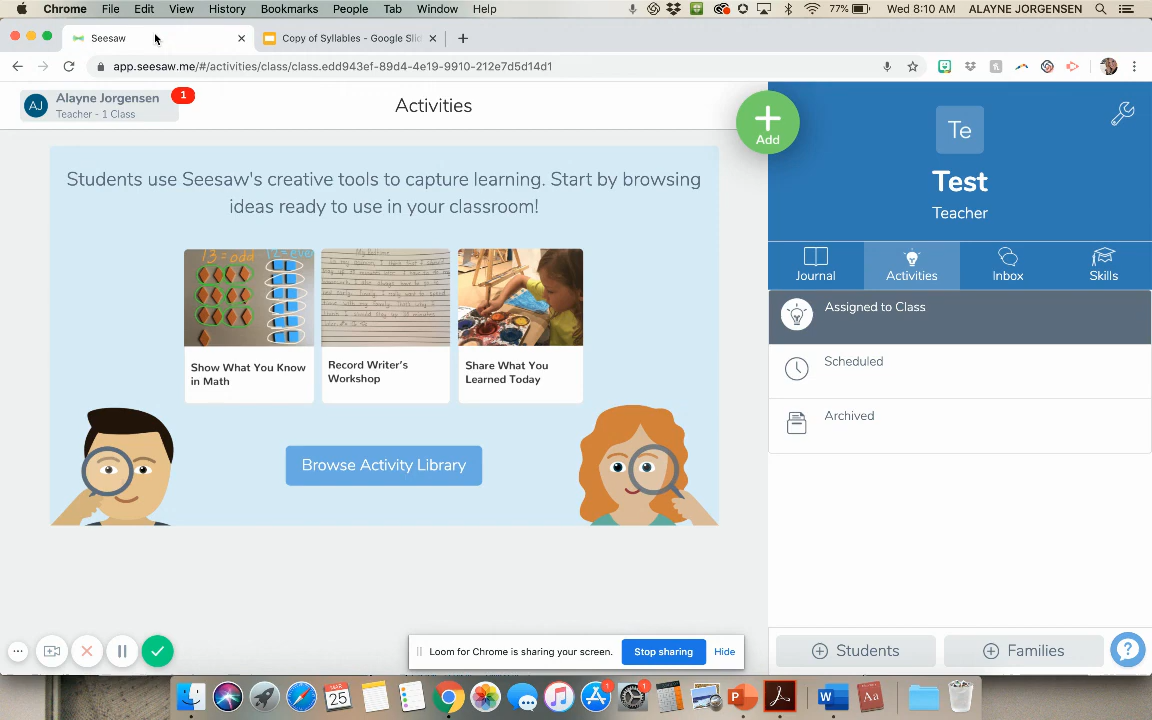 Chrome File Edit View History Bookmarks People Tab Window Help 77% Wed 8:10 AM ALAYNE JORGENSEN
Seesaw Copy of Syllables - Google Slid
app.seesaw.me/#/activities/class/class.edd943ef-89d4-4e19-9910-212e7d5d14d1
AJ Alayne Jorgensen 1
Teacher - 1 Class
Activities
Add
Te
Test
Teacher
Journal Activities Inbox Skills
Assigned to Class
Scheduled
Archived
Students use Seesaw's creative tools to capture learning. Start by browsing
ideas ready to use in your classroom!
13 = odd
Show What You Know
in Math
Record Writer's
Workshop
Share What You
Learned Today
Browse Activity Library
Loom for Chrome is sharing your screen. Stop sharing Hide
Students Families ?
25
1
1
W
Aa